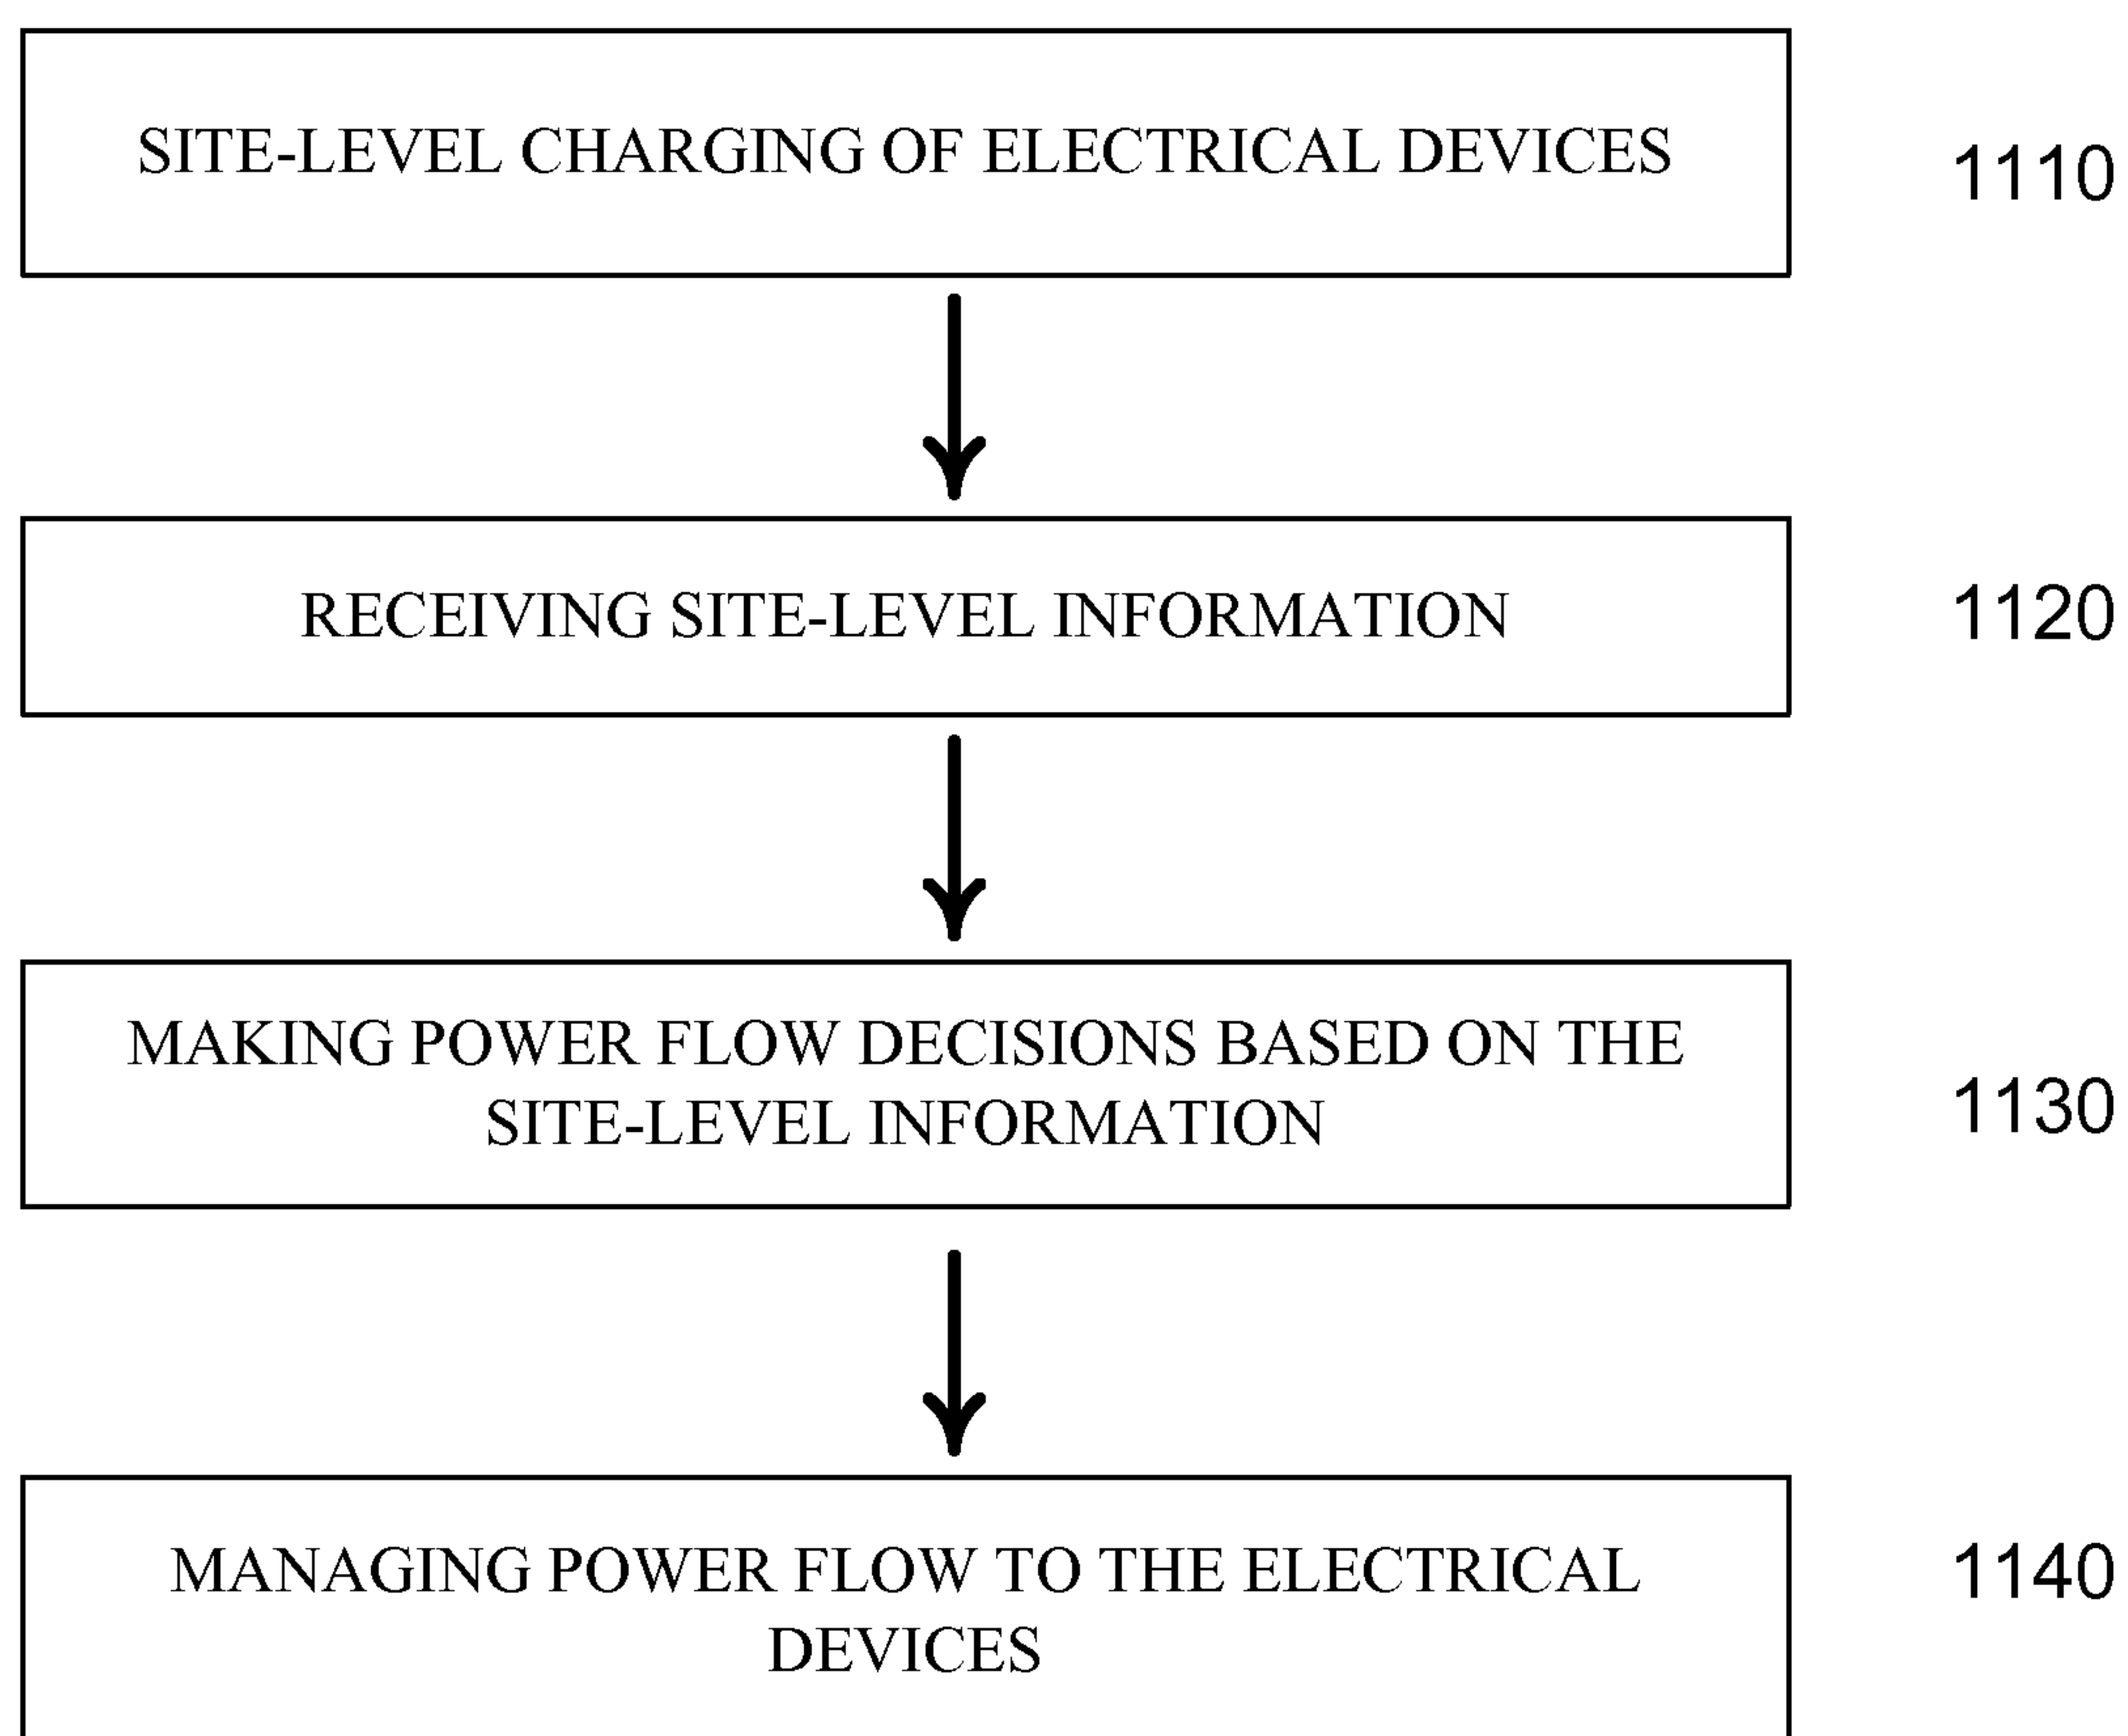 SITE-LEVEL CHARGING OF ELECTRICAL DEVICES
1110
RECEIVING SITE-LEVEL INFORMATION
1120
MAKING POWER FLOW DECISIONS BASED ON THE
SITE-LEVEL INFORMATION
1130
MANAGING POWER FLOW TO THE ELECTRICAL
DEVICES
1140